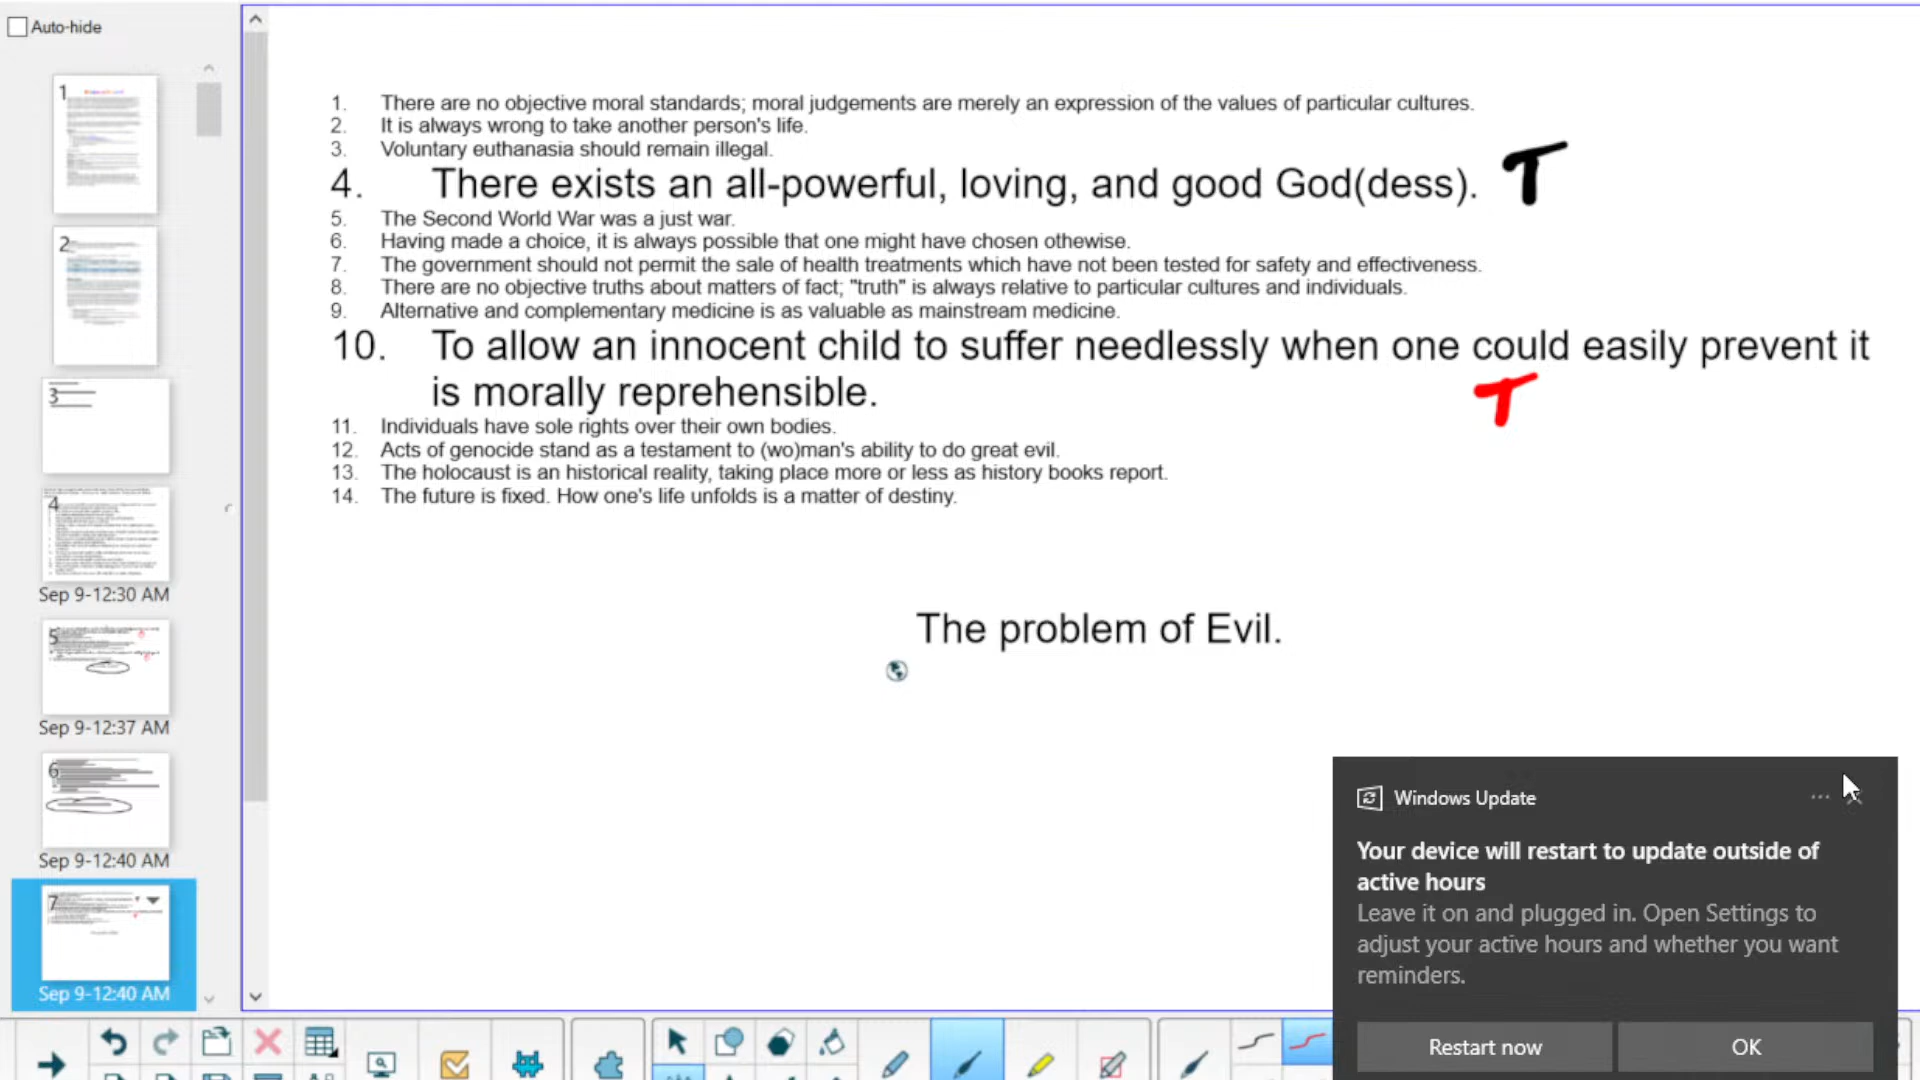 Auto-hide
1
2
3
4
Sep 9-12:30 AM
5
Sep 9-12:37 AM
6
Sep 9-12:40 AM
7
Sep 9-12:40 AM
1. There are no objective moral standards; moral judgements are merely an expression of the values of particular cultures.
2. It is always wrong to take another person's life.
3. Voluntary euthanasia should remain illegal.
4. There exists an all-powerful, loving, and good God(dess). T
5. The Second World War was a just war.
6. Having made a choice, it is always possible that one might have chosen othewise.
7. The government should not permit the sale of health treatments which have not been tested for safety and effectiveness.
8. There are no objective truths about matters of fact; "truth" is always relative to particular cultures and individuals.
9. Alternative and complementary medicine is as valuable as mainstream medicine.
10. To allow an innocent child to suffer needlessly when one could easily prevent it
is morally reprehensible. T
11. Individuals have sole rights over their own bodies.
12. Acts of genocide stand as a testament to (wo)man's ability to do great evil.
13. The holocaust is an historical reality, taking place more or less as history books report.
14. The future is fixed. How one's life unfolds is a matter of destiny.
The problem of Evil.
Windows Update
Your device will restart to update outside of
active hours
Leave it on and plugged in. Open Settings to
adjust your active hours and whether you want
reminders.
Restart now
OK